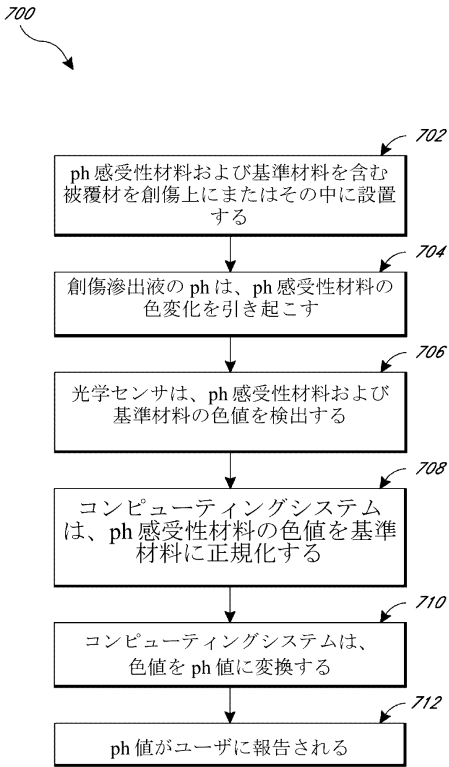 700
702
ph 感受性材料および基準材料を含む
被覆材を創傷上にまたはその中に設置
する
704
創傷滲出液の ph は、ph 感受性材料の
色変化を引き起こす
706
光学センサは、ph 感受性材料および
基準材料の色値を検出する
708
コンピューティングシステム
は、ph 感受性材料の色値を基準
材料に正規化する
710
コンピューティングシステムは、
色値を ph 値に変換する
712
ph 値がユーザに報告される